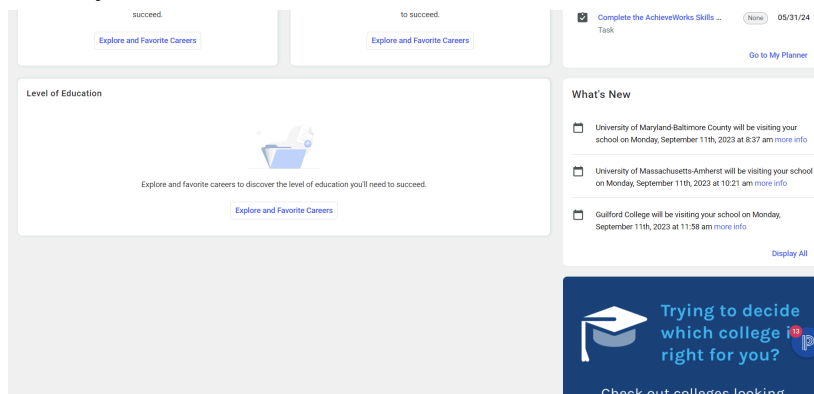 succeed.
Explore and Favorite Careers
to succeed.
Explore and Favorite Careers
Level of Education
Explore and favorite careers to discover the level of education you'll need to succeed.
Explore and Favorite Careers
Complete the AchieveWorks Skills ... None 05/31/24
Task
Go to My Planner
What's New
University of Maryland-Baltimore County will be visiting your
school on Monday, September 11th, 2023 at 8:37 am more info
University of Massachusetts-Amherst will be visiting your school
on Monday, September 11th, 2023 at 10:21 am more info
Guilford College will be visiting your school on Monday,
September 11th, 2023 at 11:58 am more info
Display All
Trying to decide
which college i
13
right for you?
Check out colleges looking